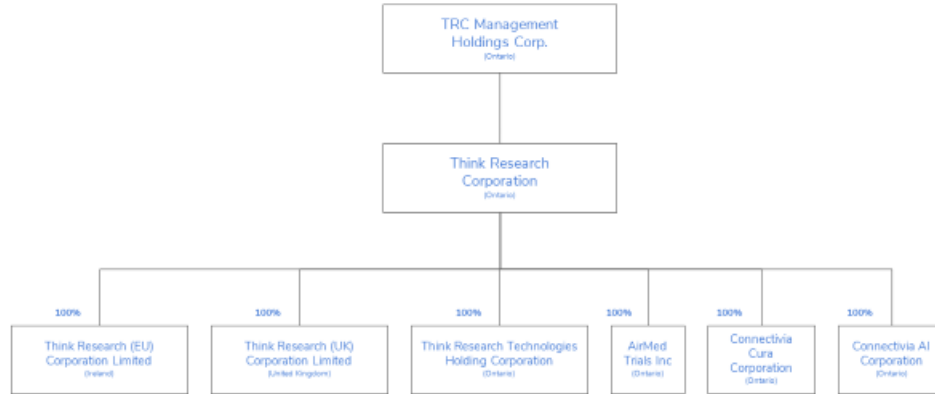 TRC Management
Holdings Corp.
(Ontario)
Think Research
Corporation
(Ontario)
100%
100%
100%
100%
100%
100%
Think Research (EU)
Corporation Limited
(Ireland)
Think Research (UK)
Corporation Limited
(United Kingdom)
Think Research Technologies
Holding Corporation
(Ontario)
AirMed
Trials Inc
(Ontario)
Connectivia
Cura
Corporation
(Ontario)
Connectivia AI
Corporation
(Ontario)